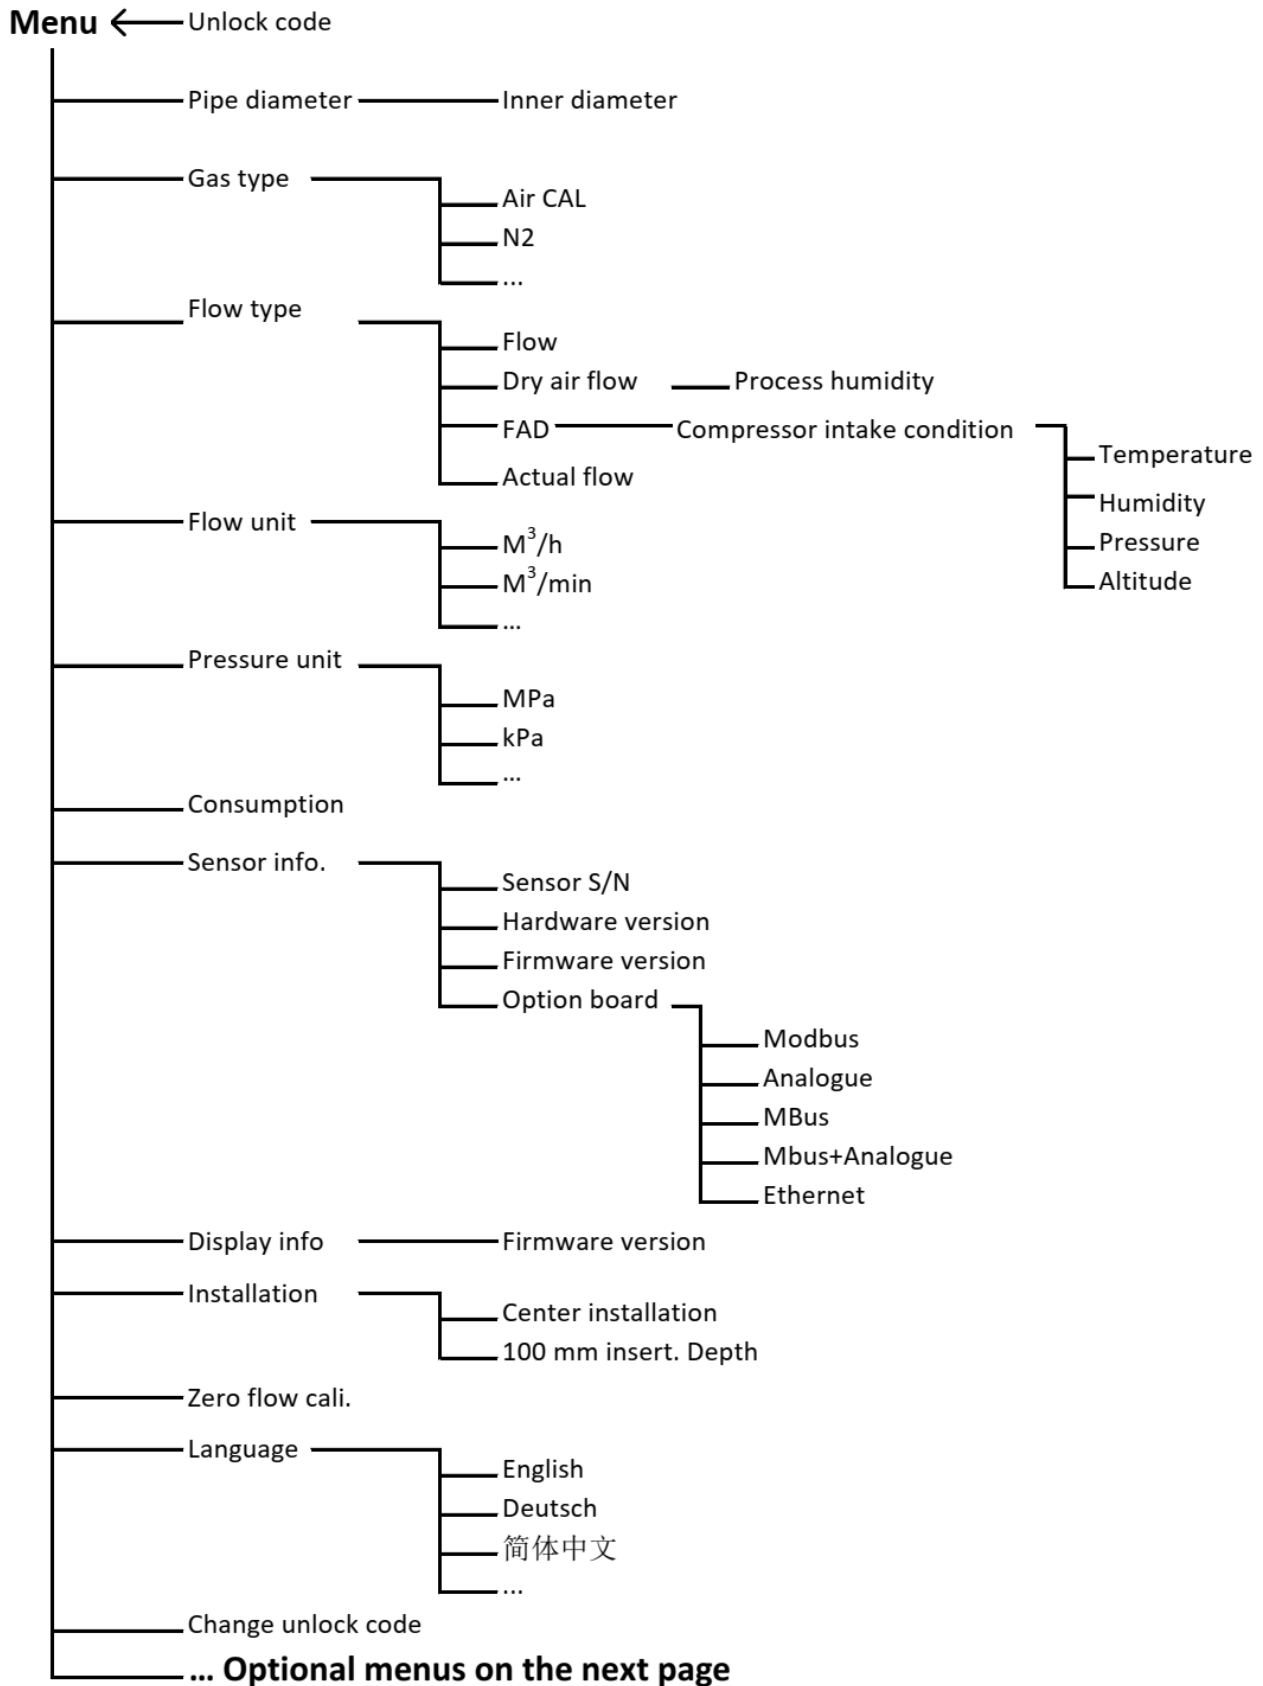 Menu Unlock code
Pipe diameter Inner diameter
Gas type
Air CAL
N2
...
Flow type
Flow
Dry air flow Process humidity
FAD Compressor intake condition
Temperature
Actual flow
Humidity
Flow unit
M³/h Pressure
M³/min Altitude
...
Pressure unit
MPa
kPa
...
Consumption
Sensor info.
Sensor S/N
Hardware version
Firmware version
Option board
Modbus
Analogue
MBus
Mbus+Analogue
Ethernet
Display info Firmware version
Installation
Center installation
100 mm insert. Depth
Zero flow cali.
Language
English
Deutsch
简体中文
...
Change unlock code
... Optional menus on the next page